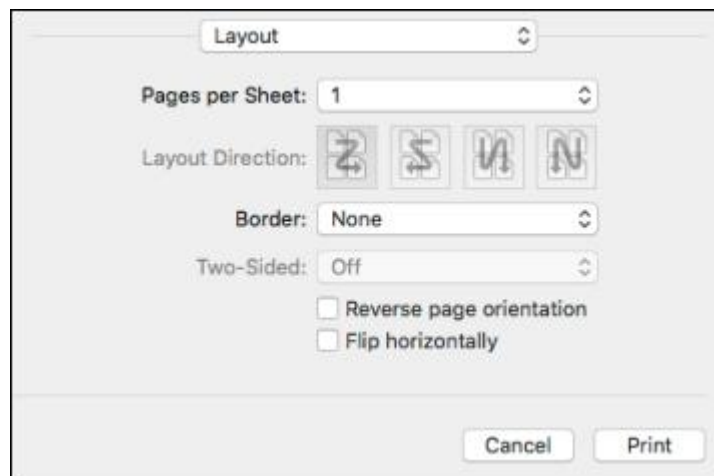 Layout
Pages per Sheet: 1
Layout Direction:
Border: None
Two-Sided: Off
Reverse page orientation
Flip horizontally
Cancel Print